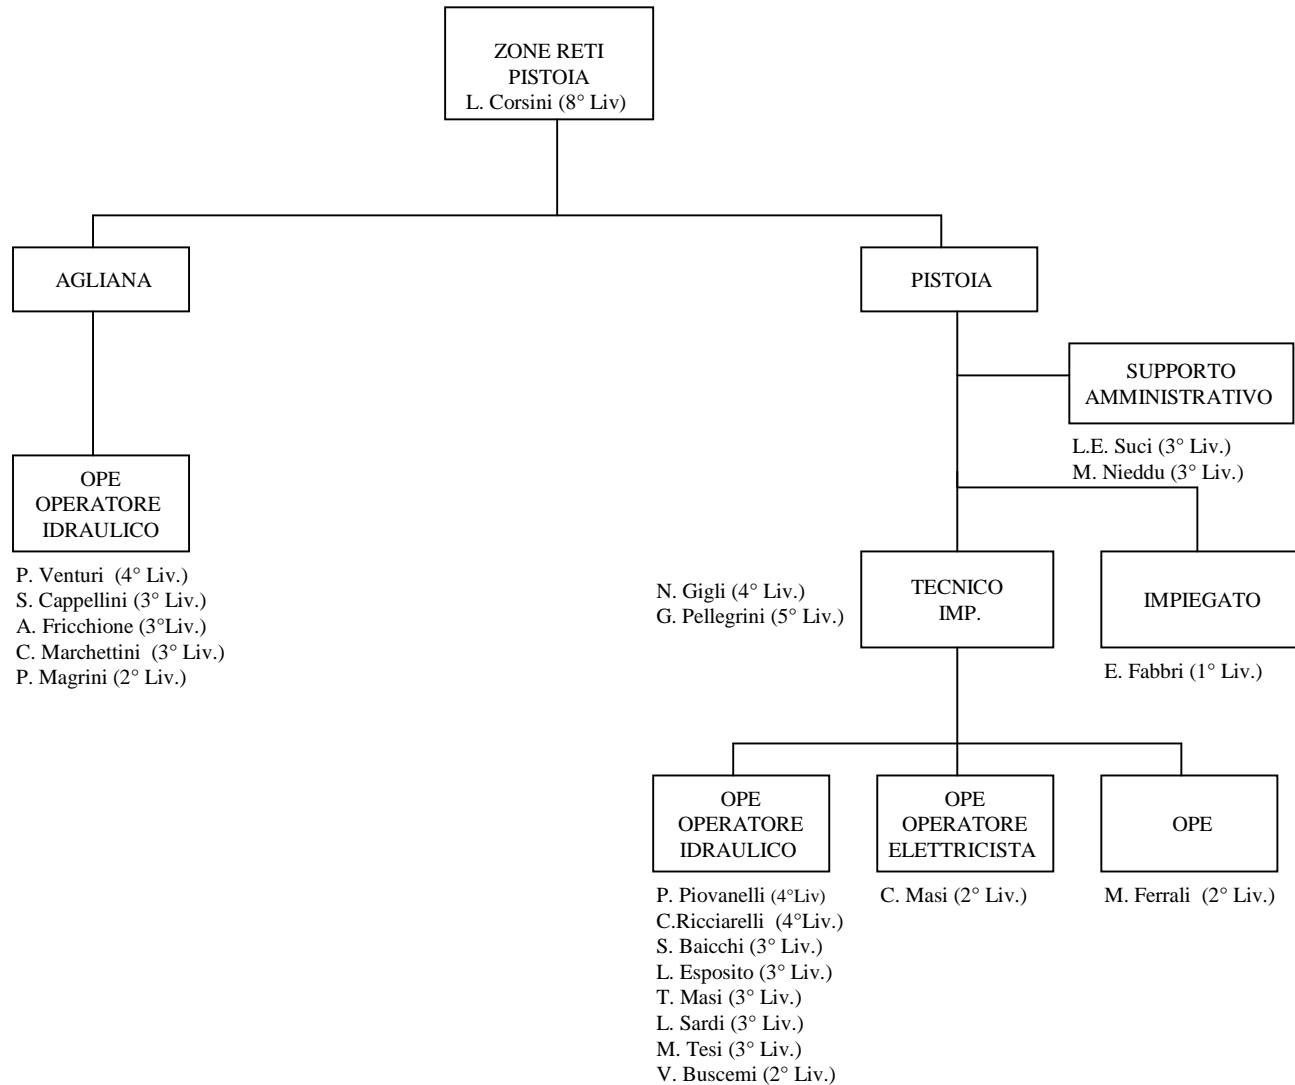 ZONE RETI
PISTOIA
L. Corsini (8° Liv)
AGLIANA
PISTOIA
SUPPORTO
AMMINISTRATIVO
L.E. Suci (3° Liv.)
M. Nieddu (3° Liv.)
OPE
OPERATORE
IDRAULICO
P. Venturi (4° Liv.)
S. Cappellini (3° Liv.)
A. Fricchione (3°Liv.)
C. Marchettini (3° Liv.)
P. Magrini (2° Liv.)
N. Gigli (4° Liv.)
G. Pellegrini (5° Liv.)
TECNICO
IMP.
IMPIEGATO
E. Fabbri (1° Liv.)
OPE
OPERATORE
IDRAULICO
P. Piovanelli (4°Liv)
C.Ricciarelli (4°Liv.)
S. Baicchi (3° Liv.)
L. Esposito (3° Liv.)
T. Masi (3° Liv.)
L. Sardi (3° Liv.)
M. Tesi (3° Liv.)
V. Buscemi (2° Liv.)
OPE
OPERATORE
ELETTRICISTA
C. Masi (2° Liv.)
OPE
M. Ferrali (2° Liv.)